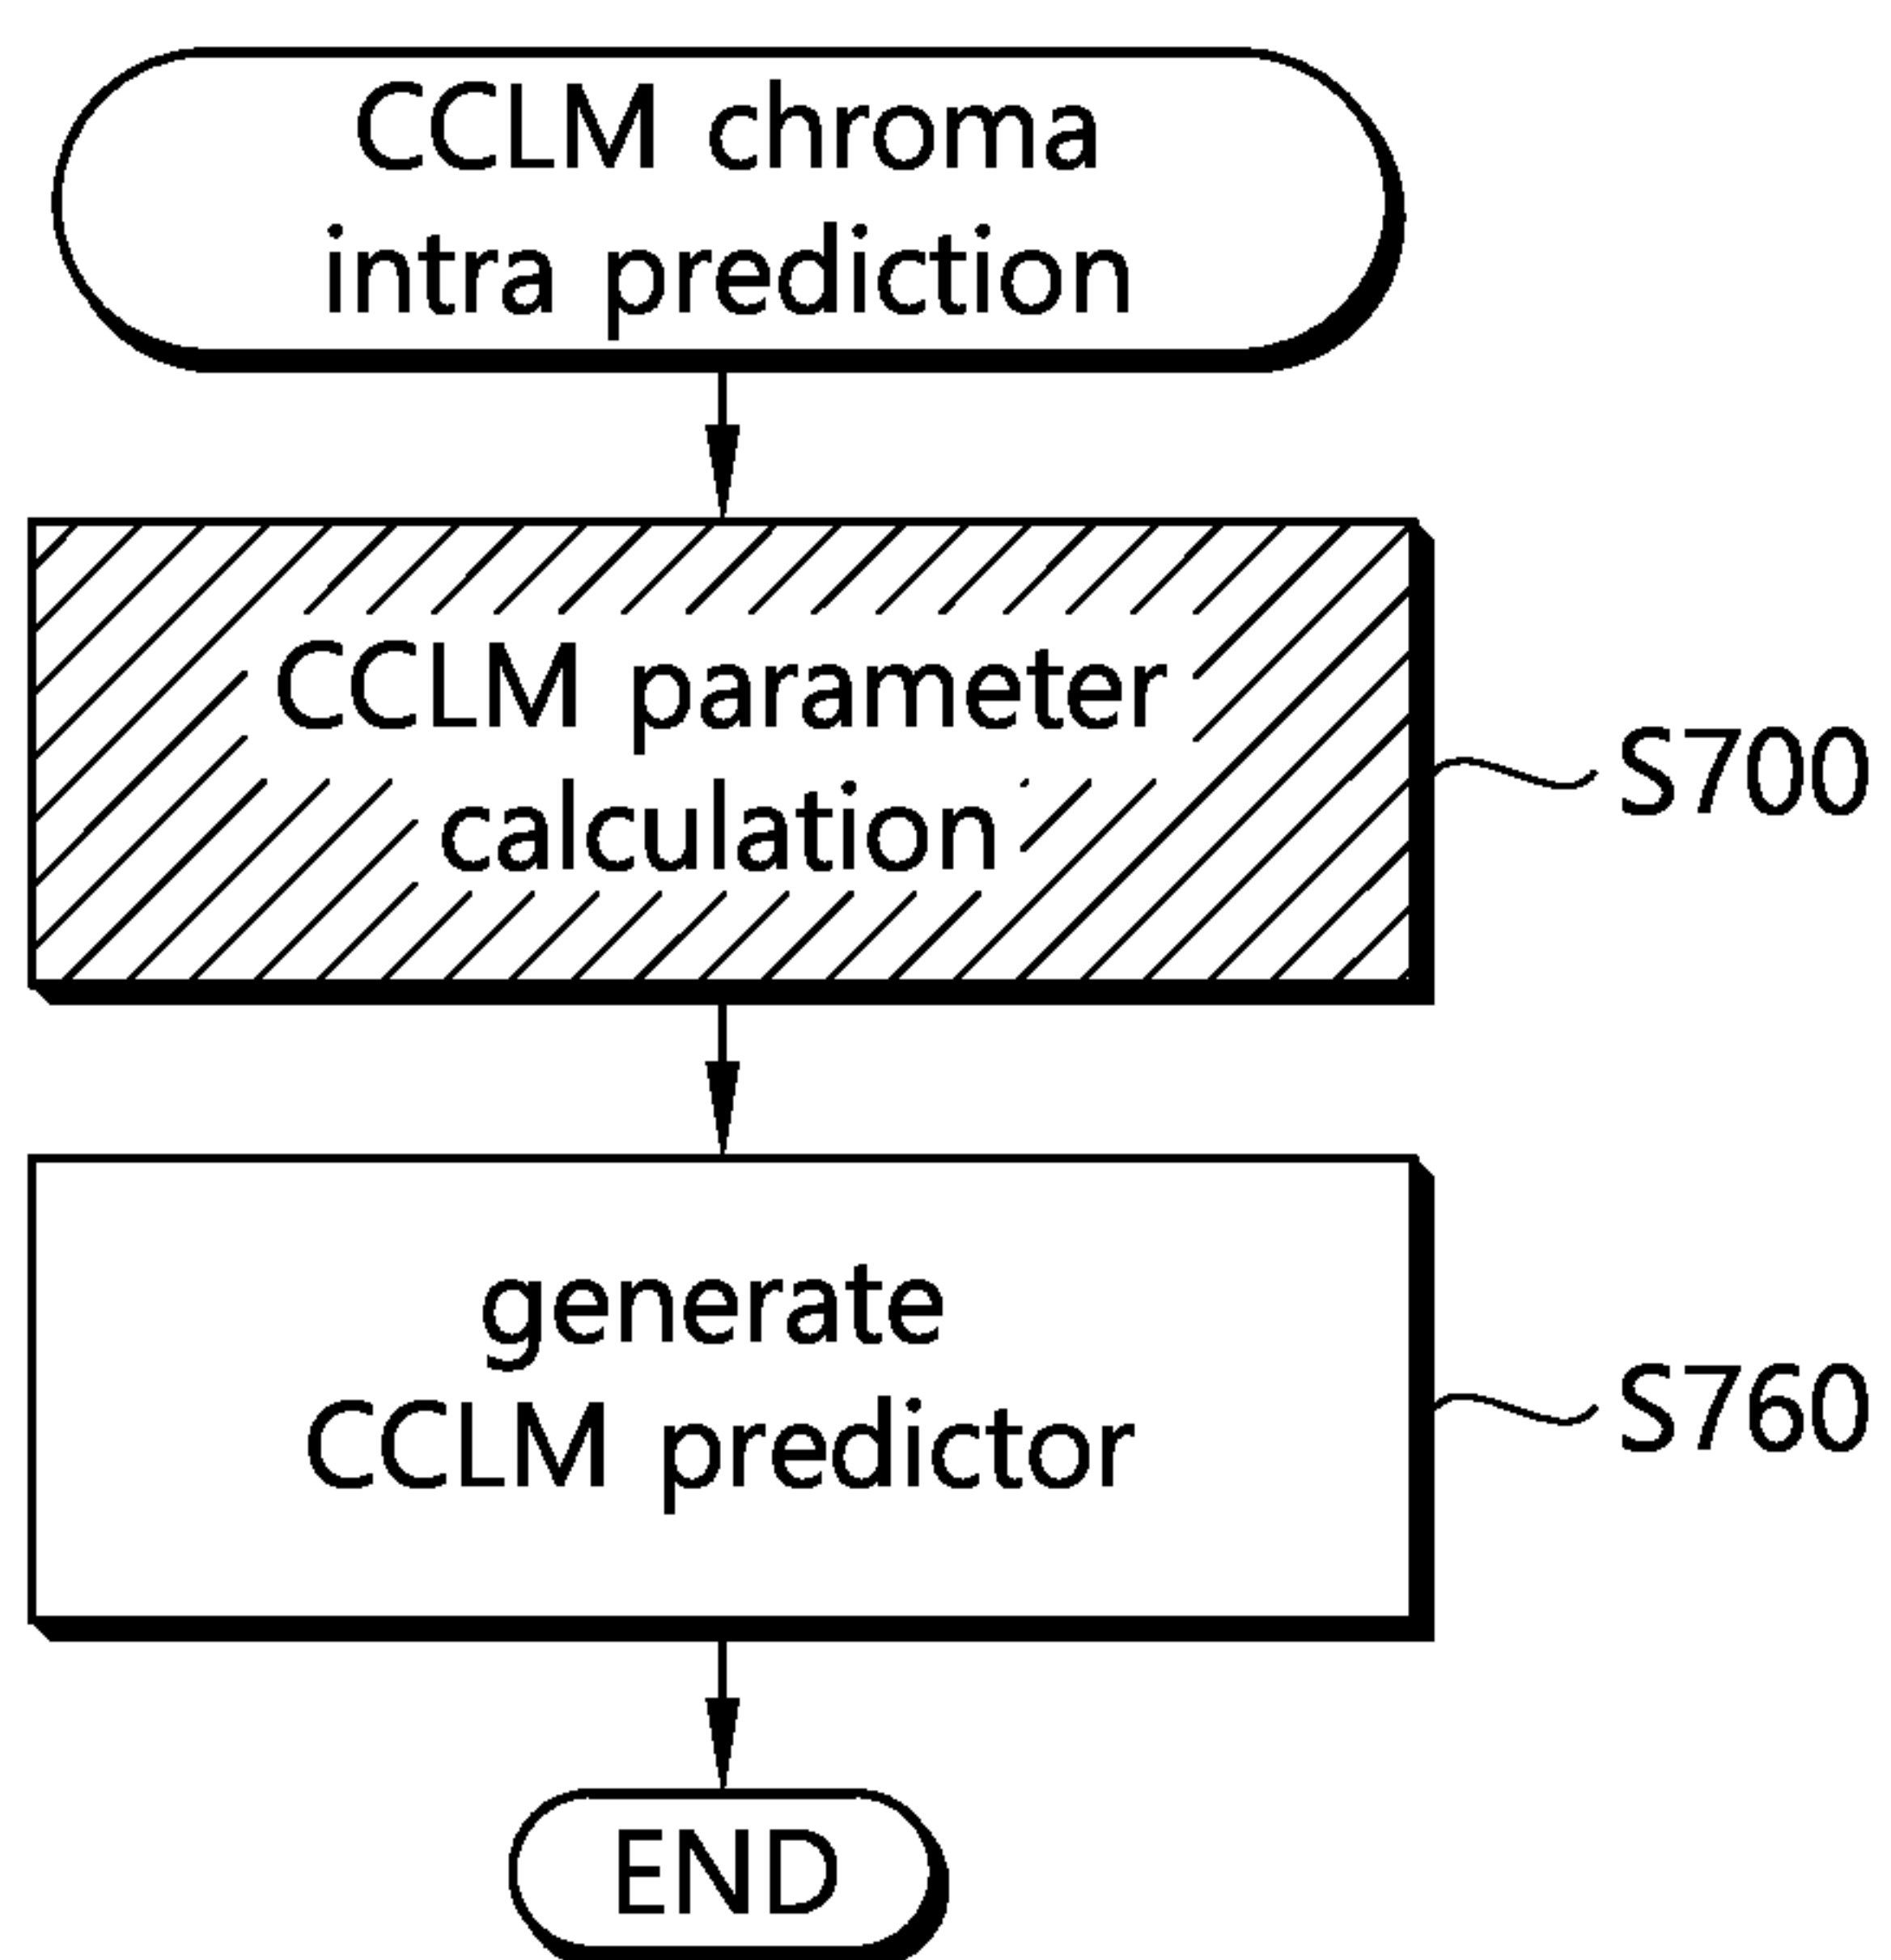 CCLM chroma
intra prediction
CCLM parameter
calculation
S700
generate
CCLM predictor
S760
END